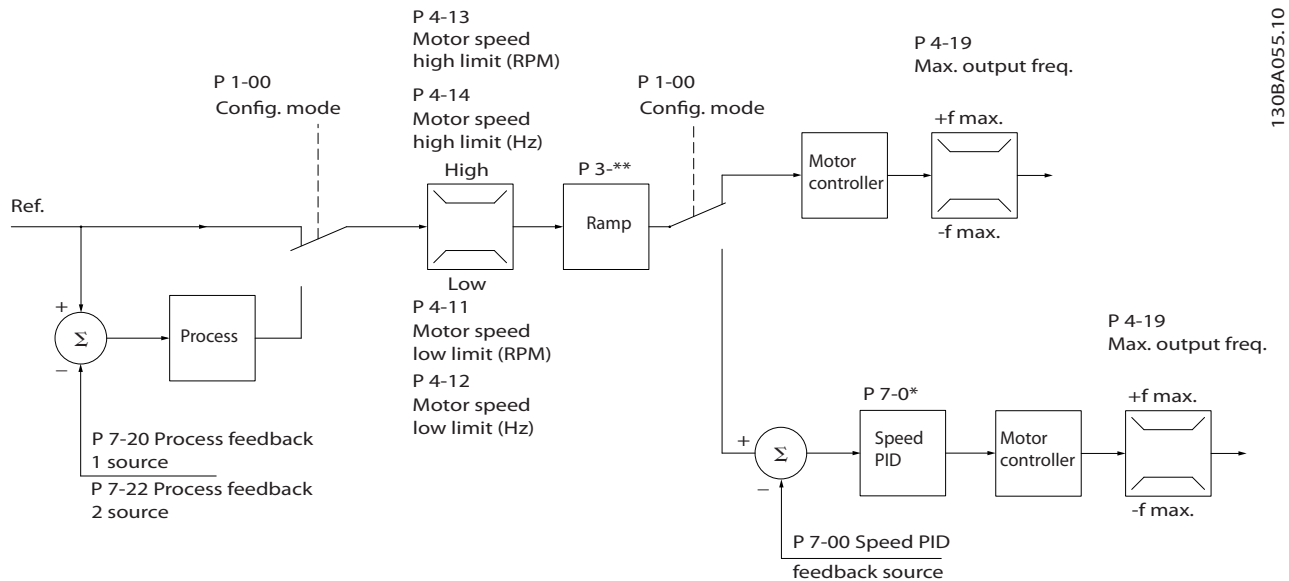 P 4-13
Motor speed
high limit (RPM)
P 4-14
Motor speed
high limit (Hz)
High
P 1-00
Config. mode
P 3-**
Ramp
P 1-00
Config. mode
P 4-19
Max. output freq.
+f max.
Motor
controller
-f max.
130BA055.10
Ref.
+
Σ
–
Process
Low
P 4-11
Motor speed
low limit (RPM)
P 4-12
Motor speed
low limit (Hz)
P 7-20 Process feedback
1 source
P 7-22 Process feedback
2 source
P 4-19
Max. output freq.
+f max.
P 7-0*
+
Σ
–
Speed
PID
Motor
controller
-f max.
P 7-00 Speed PID
feedback source